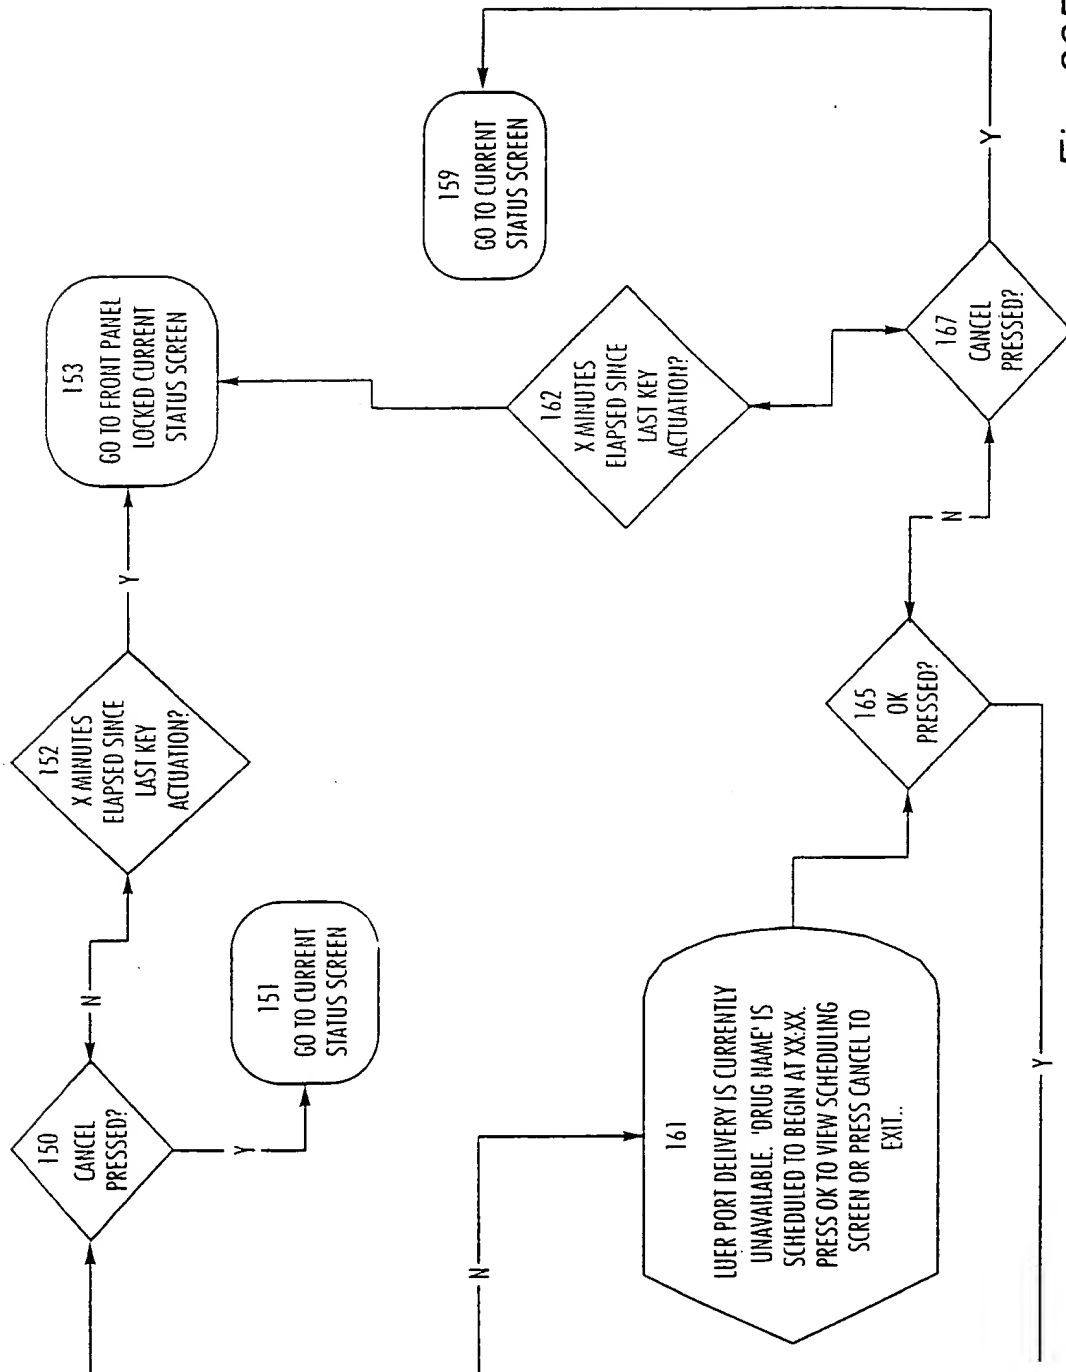 150
CANCEL
PRESSED?
N
Y
151
GO TO CURRENT
STATUS SCREEN
152
X MINUTES
ELAPSED SINCE
LAST KEY
ACTUATION?
Y
153
GO TO FRONT PANEL
LOCKED CURRENT
STATUS SCREEN
N
161
LUER PORT DELIVERY IS CURRENTLY
UNAVAILABLE. 'DRUG NAME' IS
SCHEDULED TO BEGIN AT XX:XX.
PRESS OK TO VIEW SCHEDULING
SCREEN OR PRESS CANCEL TO
EXIT..
165
OK
PRESSED?
Y
N
162
X MINUTES
ELAPSED SINCE
LAST KEY
ACTUATION?
167
CANCEL
PRESSED?
Y
159
GO TO CURRENT
STATUS SCREEN